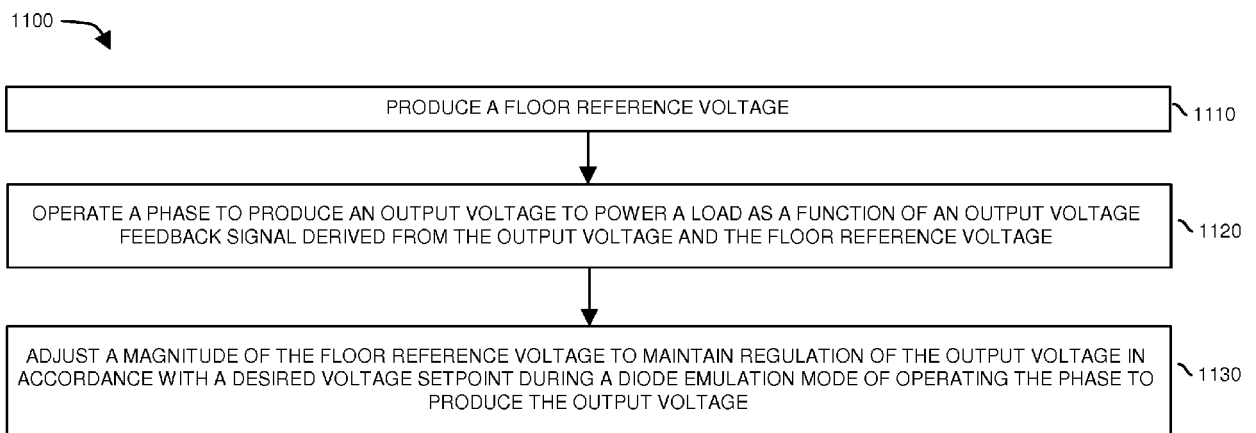 1100
PRODUCE A FLOOR REFERENCE VOLTAGE
1110
OPERATE A PHASE TO PRODUCE AN OUTPUT VOLTAGE TO POWER A LOAD AS A FUNCTION OF AN OUTPUT VOLTAGE
FEEDBACK SIGNAL DERIVED FROM THE OUTPUT VOLTAGE AND THE FLOOR REFERENCE VOLTAGE
1120
ADJUST A MAGNITUDE OF THE FLOOR REFERENCE VOLTAGE TO MAINTAIN REGULATION OF THE OUTPUT VOLTAGE IN
ACCORDANCE WITH A DESIRED VOLTAGE SETPOINT DURING A DIODE EMULATION MODE OF OPERATING THE PHASE TO
PRODUCE THE OUTPUT VOLTAGE
1130